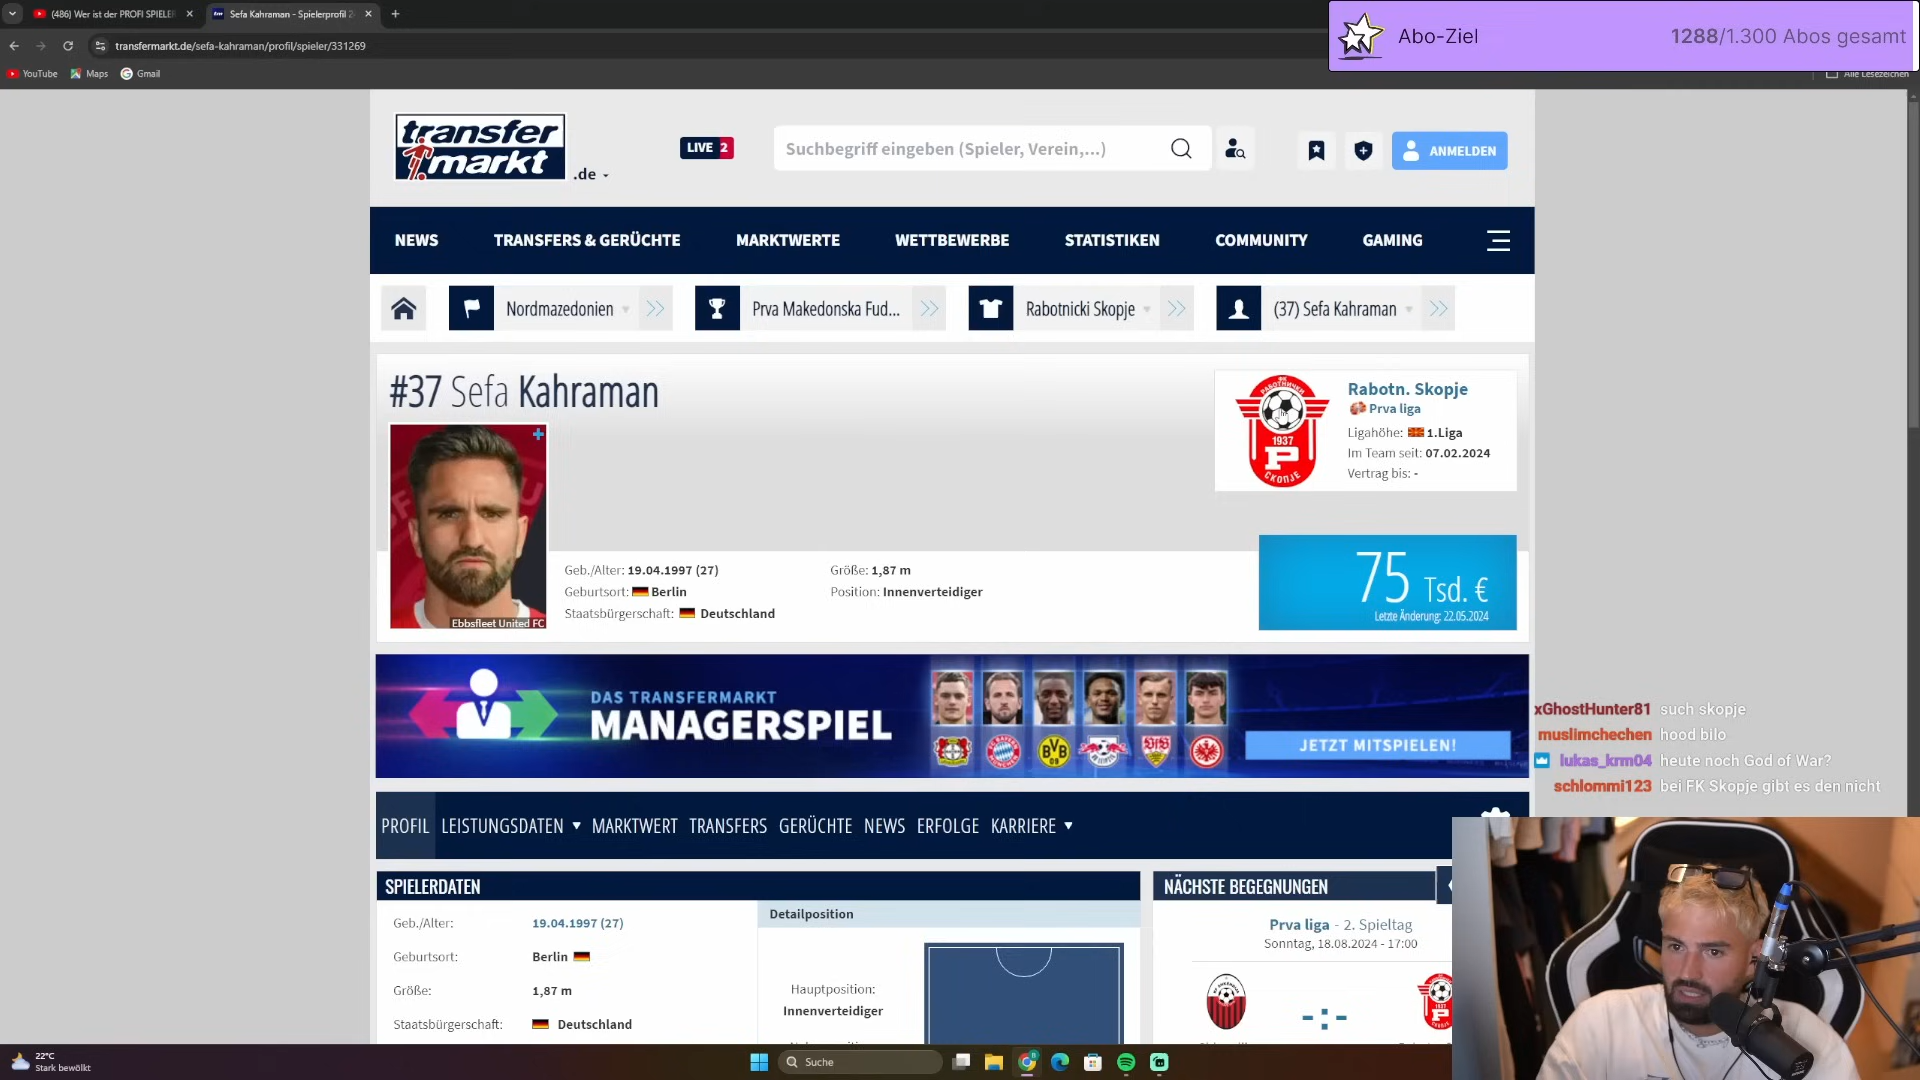 (486) Wer ist der PROFI SPIELER
Sefa Kahraman - Spielerprofil 2
transfermarkt.de/sefa-kahraman/profil/spieler/331269
YouTube
Maps
Gmail
Alle Lesezeichen
Abo-Ziel
1288/1.300 Abos gesamt
transfer
markt
.de
LIVE 2
Suchbegriff eingeben (Spieler, Verein,...)
ANMELDEN
NEWS
TRANSFERS & GERÜCHTE
MARKTWERTE
WETTBEWERBE
STATISTIKEN
COMMUNITY
GAMING
Nordmazedonien
Prva Makedonska Fud...
Rabotnicki Skopje
(37) Sefa Kahraman
#37 Sefa Kahraman
Ebbsfleet United FC
Geb./Alter: 19.04.1997 (27)
Geburtsort: Berlin
Staatsbürgerschaft: Deutschland
Größe: 1,87 m
Position: Innenverteidiger
1937
P
СКОПЈЕ
Rabotn. Skopje
Prva liga
Ligahöhe: 1.Liga
Im Team seit: 07.02.2024
Vertrag bis: -
75 Tsd. €
Letzte Änderung: 22.05.2024
DAS TRANSFERMARKT
MANAGERSPIEL
BVB
09
JETZT MITSPIELEN!
xGhostHunter81 such skopje
muslimchechen hood bilo
lukas_krm04 heute noch God of War?
schlommi123 bei FK Skopje gibt es den nicht
PROFIL
LEISTUNGSDATEN
MARKTWERT
TRANSFERS
GERÜCHTE
NEWS
ERFOLGE
KARRIERE
SPIELERDATEN
Geb./Alter: 19.04.1997 (27)
Geburtsort: Berlin
Größe: 1,87 m
Staatsbürgerschaft: Deutschland
Detailposition
Hauptposition:
Innenverteidiger
NÄCHSTE BEGEGNUNGEN
Prva liga - 2. Spieltag
Sonntag, 18.08.2024 - 17:00
-:-
22°C
Stark bewölkt
Suche